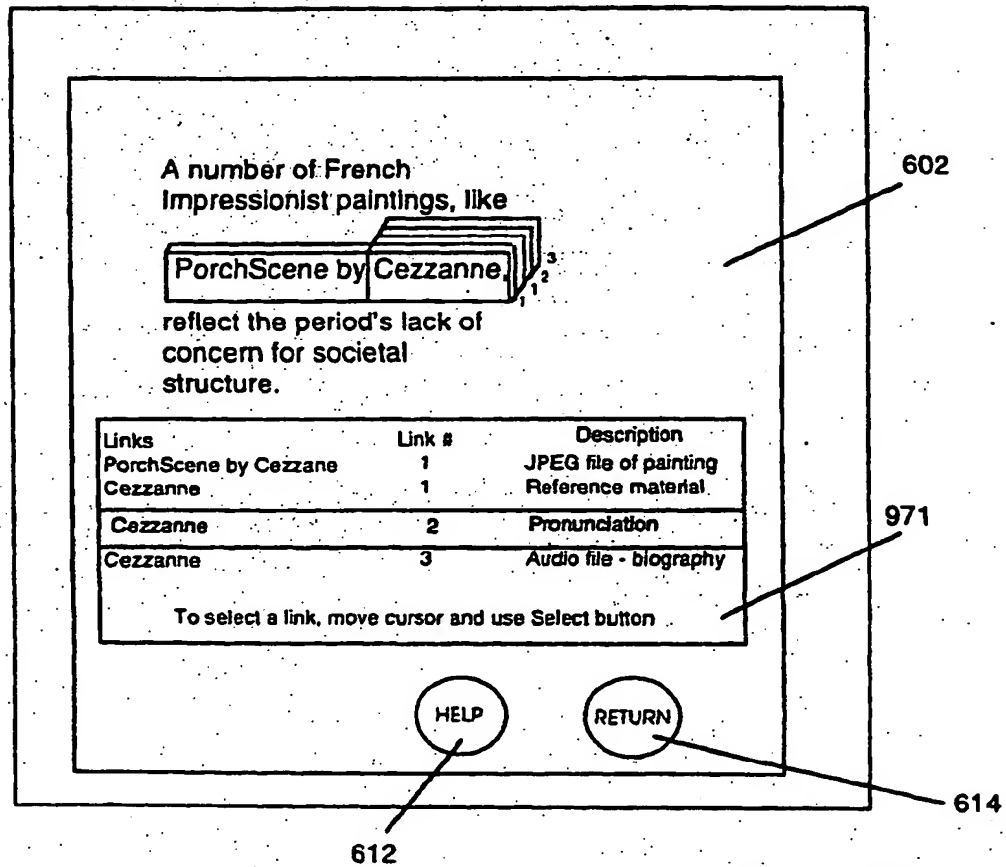 A number of French
Impressionist paintings, like
PorchScene by Cezzanne,
3
2
1
1
reflect the period's lack of
concern for societal
structure.
602
Links Link # Description
PorchScene by Cezzane 1 JPEG file of painting
Cezzanne 1 Reference material
Cezzanne 2 Pronunciation
Cezzanne 3 Audio file - biography
To select a link, move cursor and use Select button
971
HELP RETURN
614
612